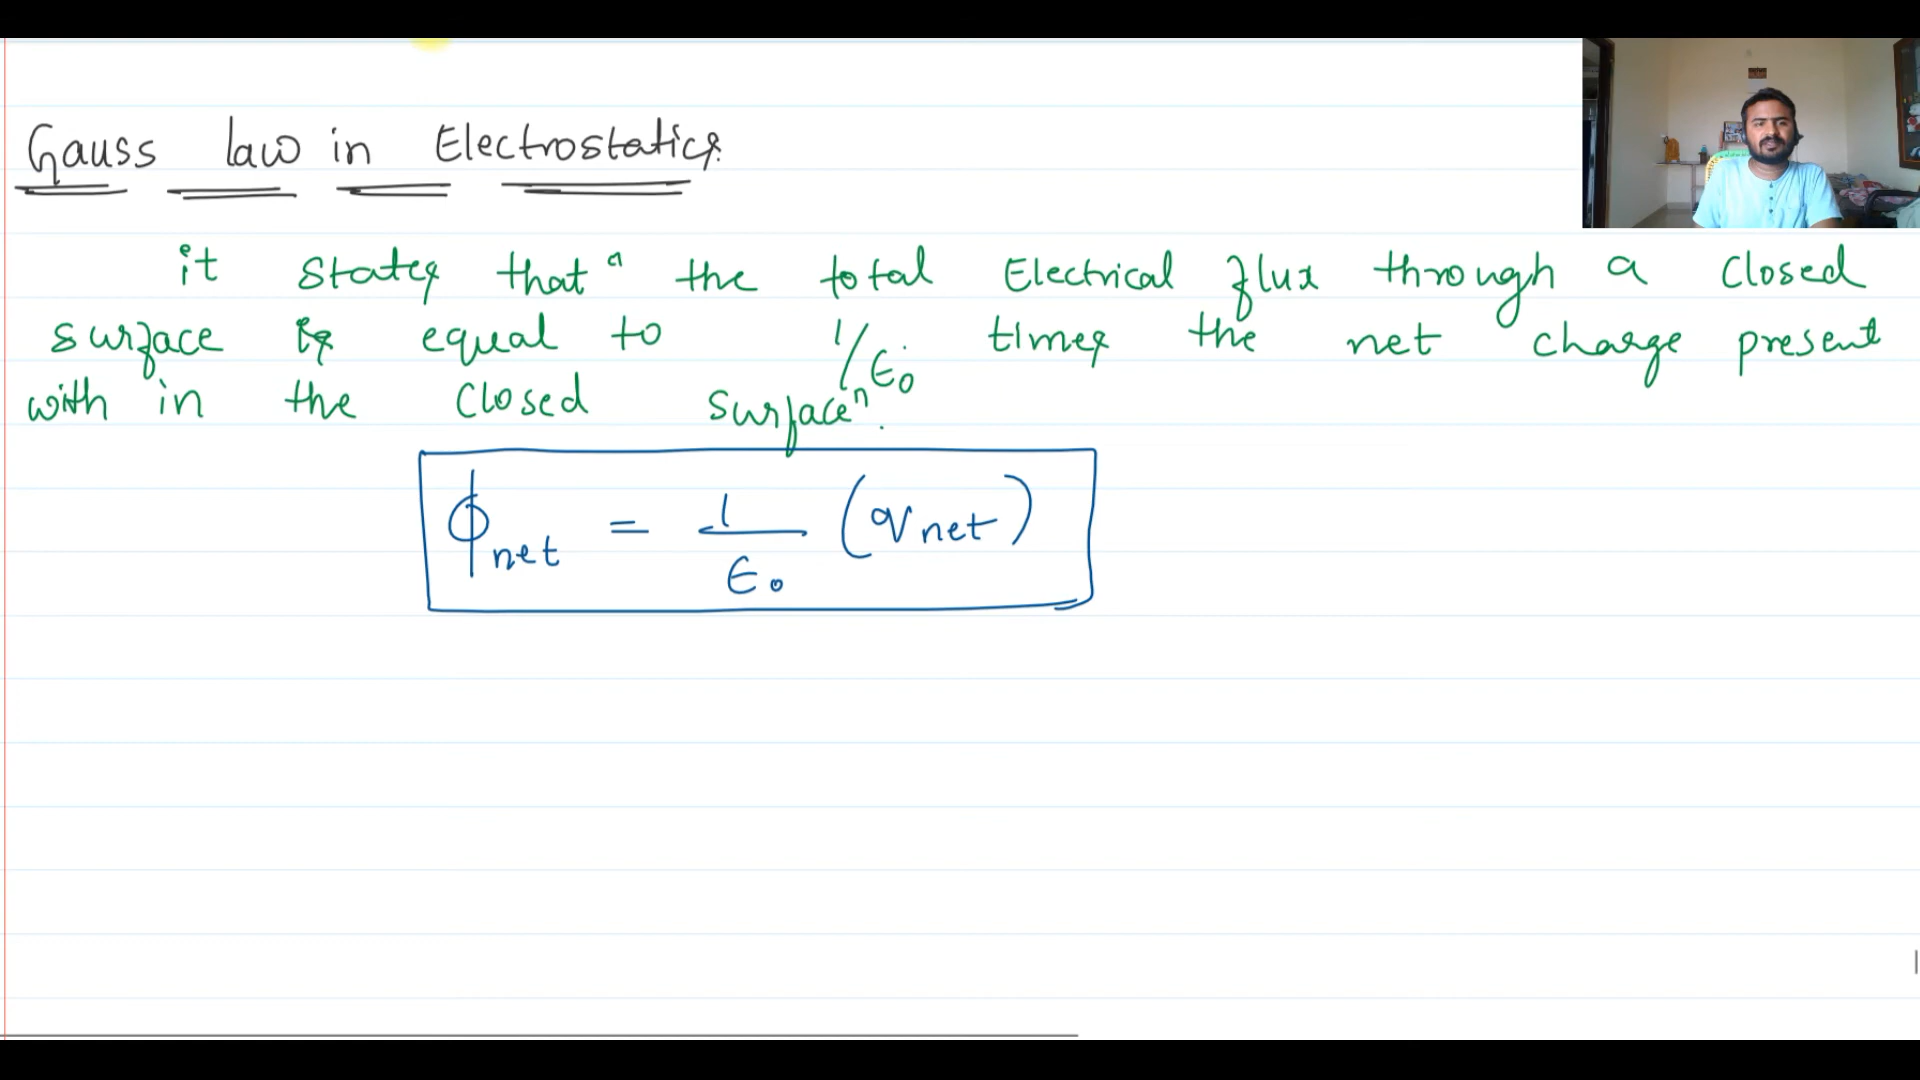 Gauss law in Electrostatics.
it states that " the total Electrical flux through a closed
surface is equal to 1/ϵ₀ times the net charge present
with in the closed surface".
ϕnet = 1/ϵ₀ (qnet)